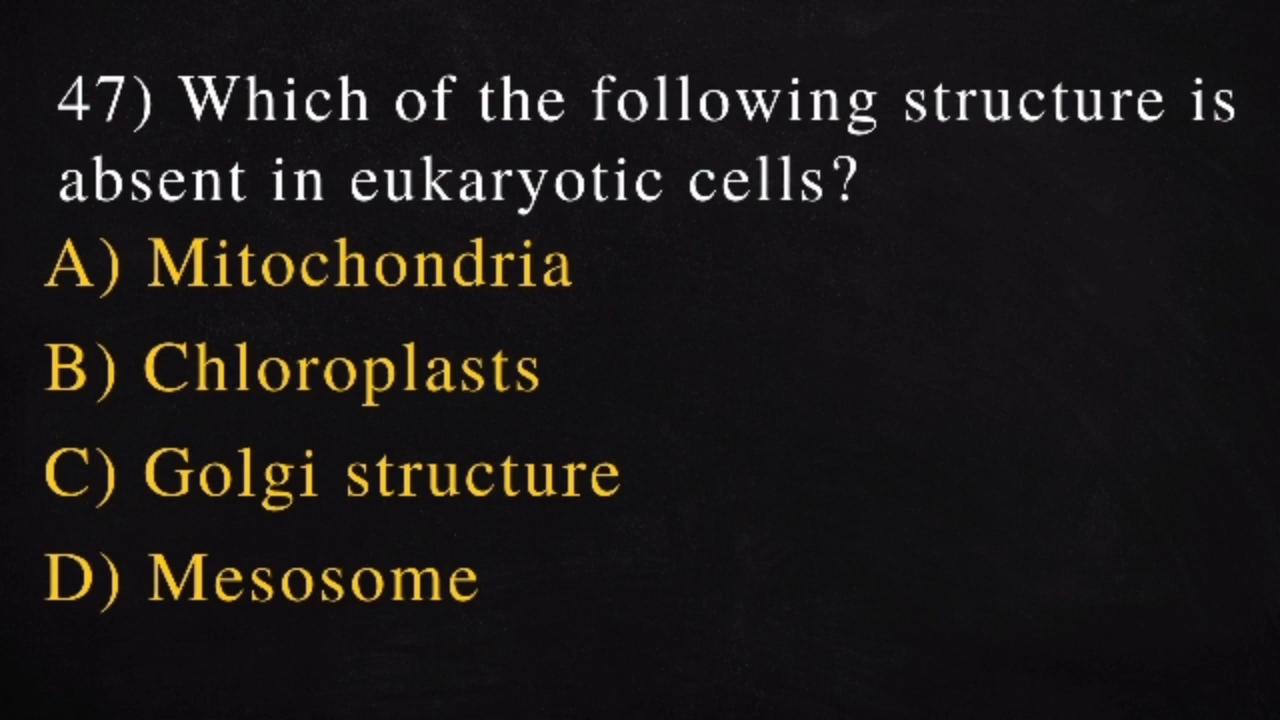 47) Which of the following structure is
absent in eukaryotic cells?
A) Mitochondria
B) Chloroplasts
C) Golgi structure
D) Mesosome